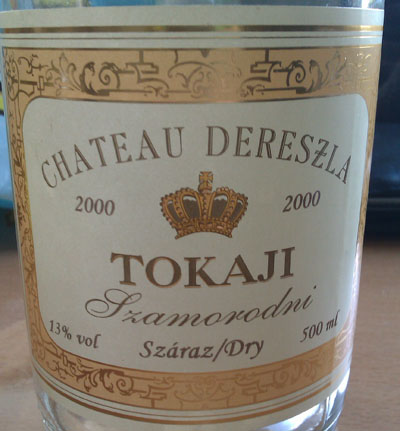 CHATEAU DERESZLA
2000 2000
TOKAJI
Szamorodni
13% vol Száraz/Dry 500 ml